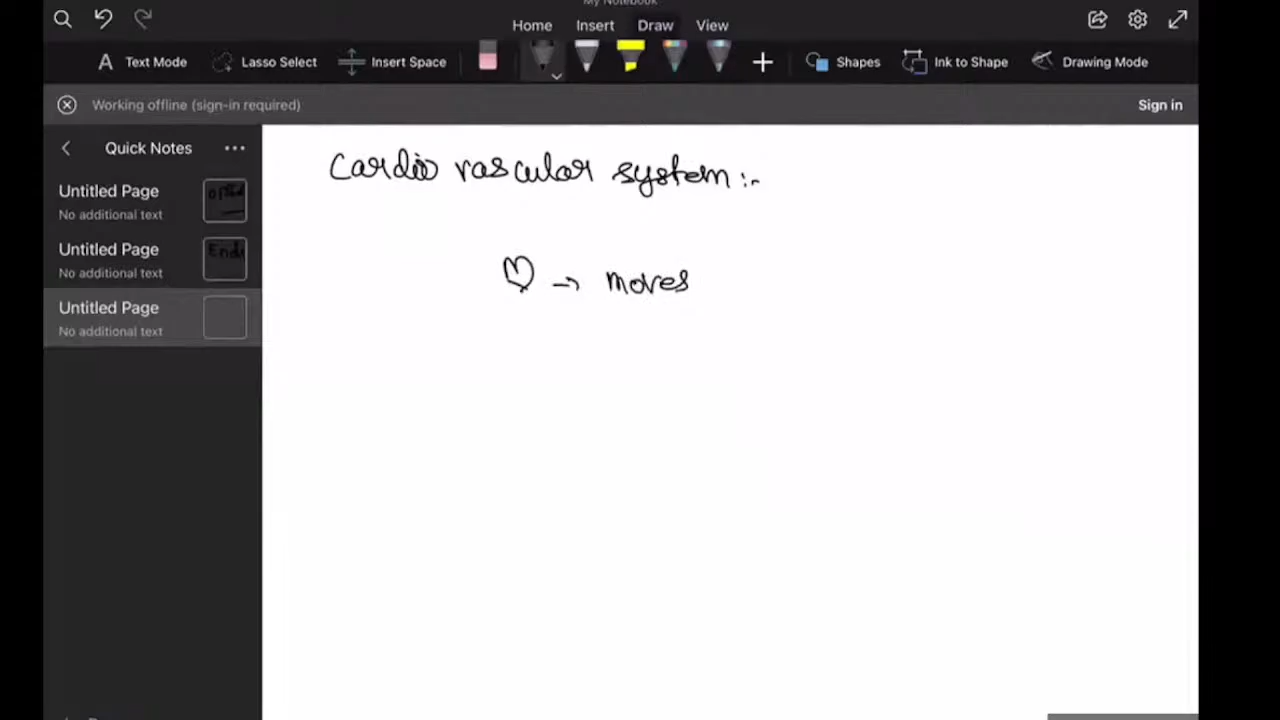 My Notebook
Home Insert Draw View
Text Mode Lasso Select Insert Space Shapes Ink to Shape Drawing Mode
Working offline (sign-in required) Sign in
Quick Notes
Untitled Page
No additional text
Untitled Page
No additional text
Untitled Page
No additional text
Cardio vascular system :-
♡ → moves